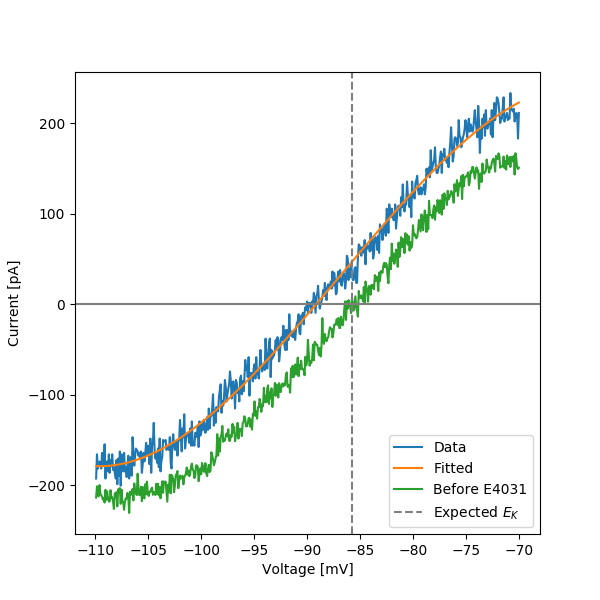 200
100
0
−100
−200
Current [pA]
−110
−105
−100
−95
−90
−85
−80
−75
−70
Voltage [mV]
Data
Fitted
Before E4031
Expected E_K